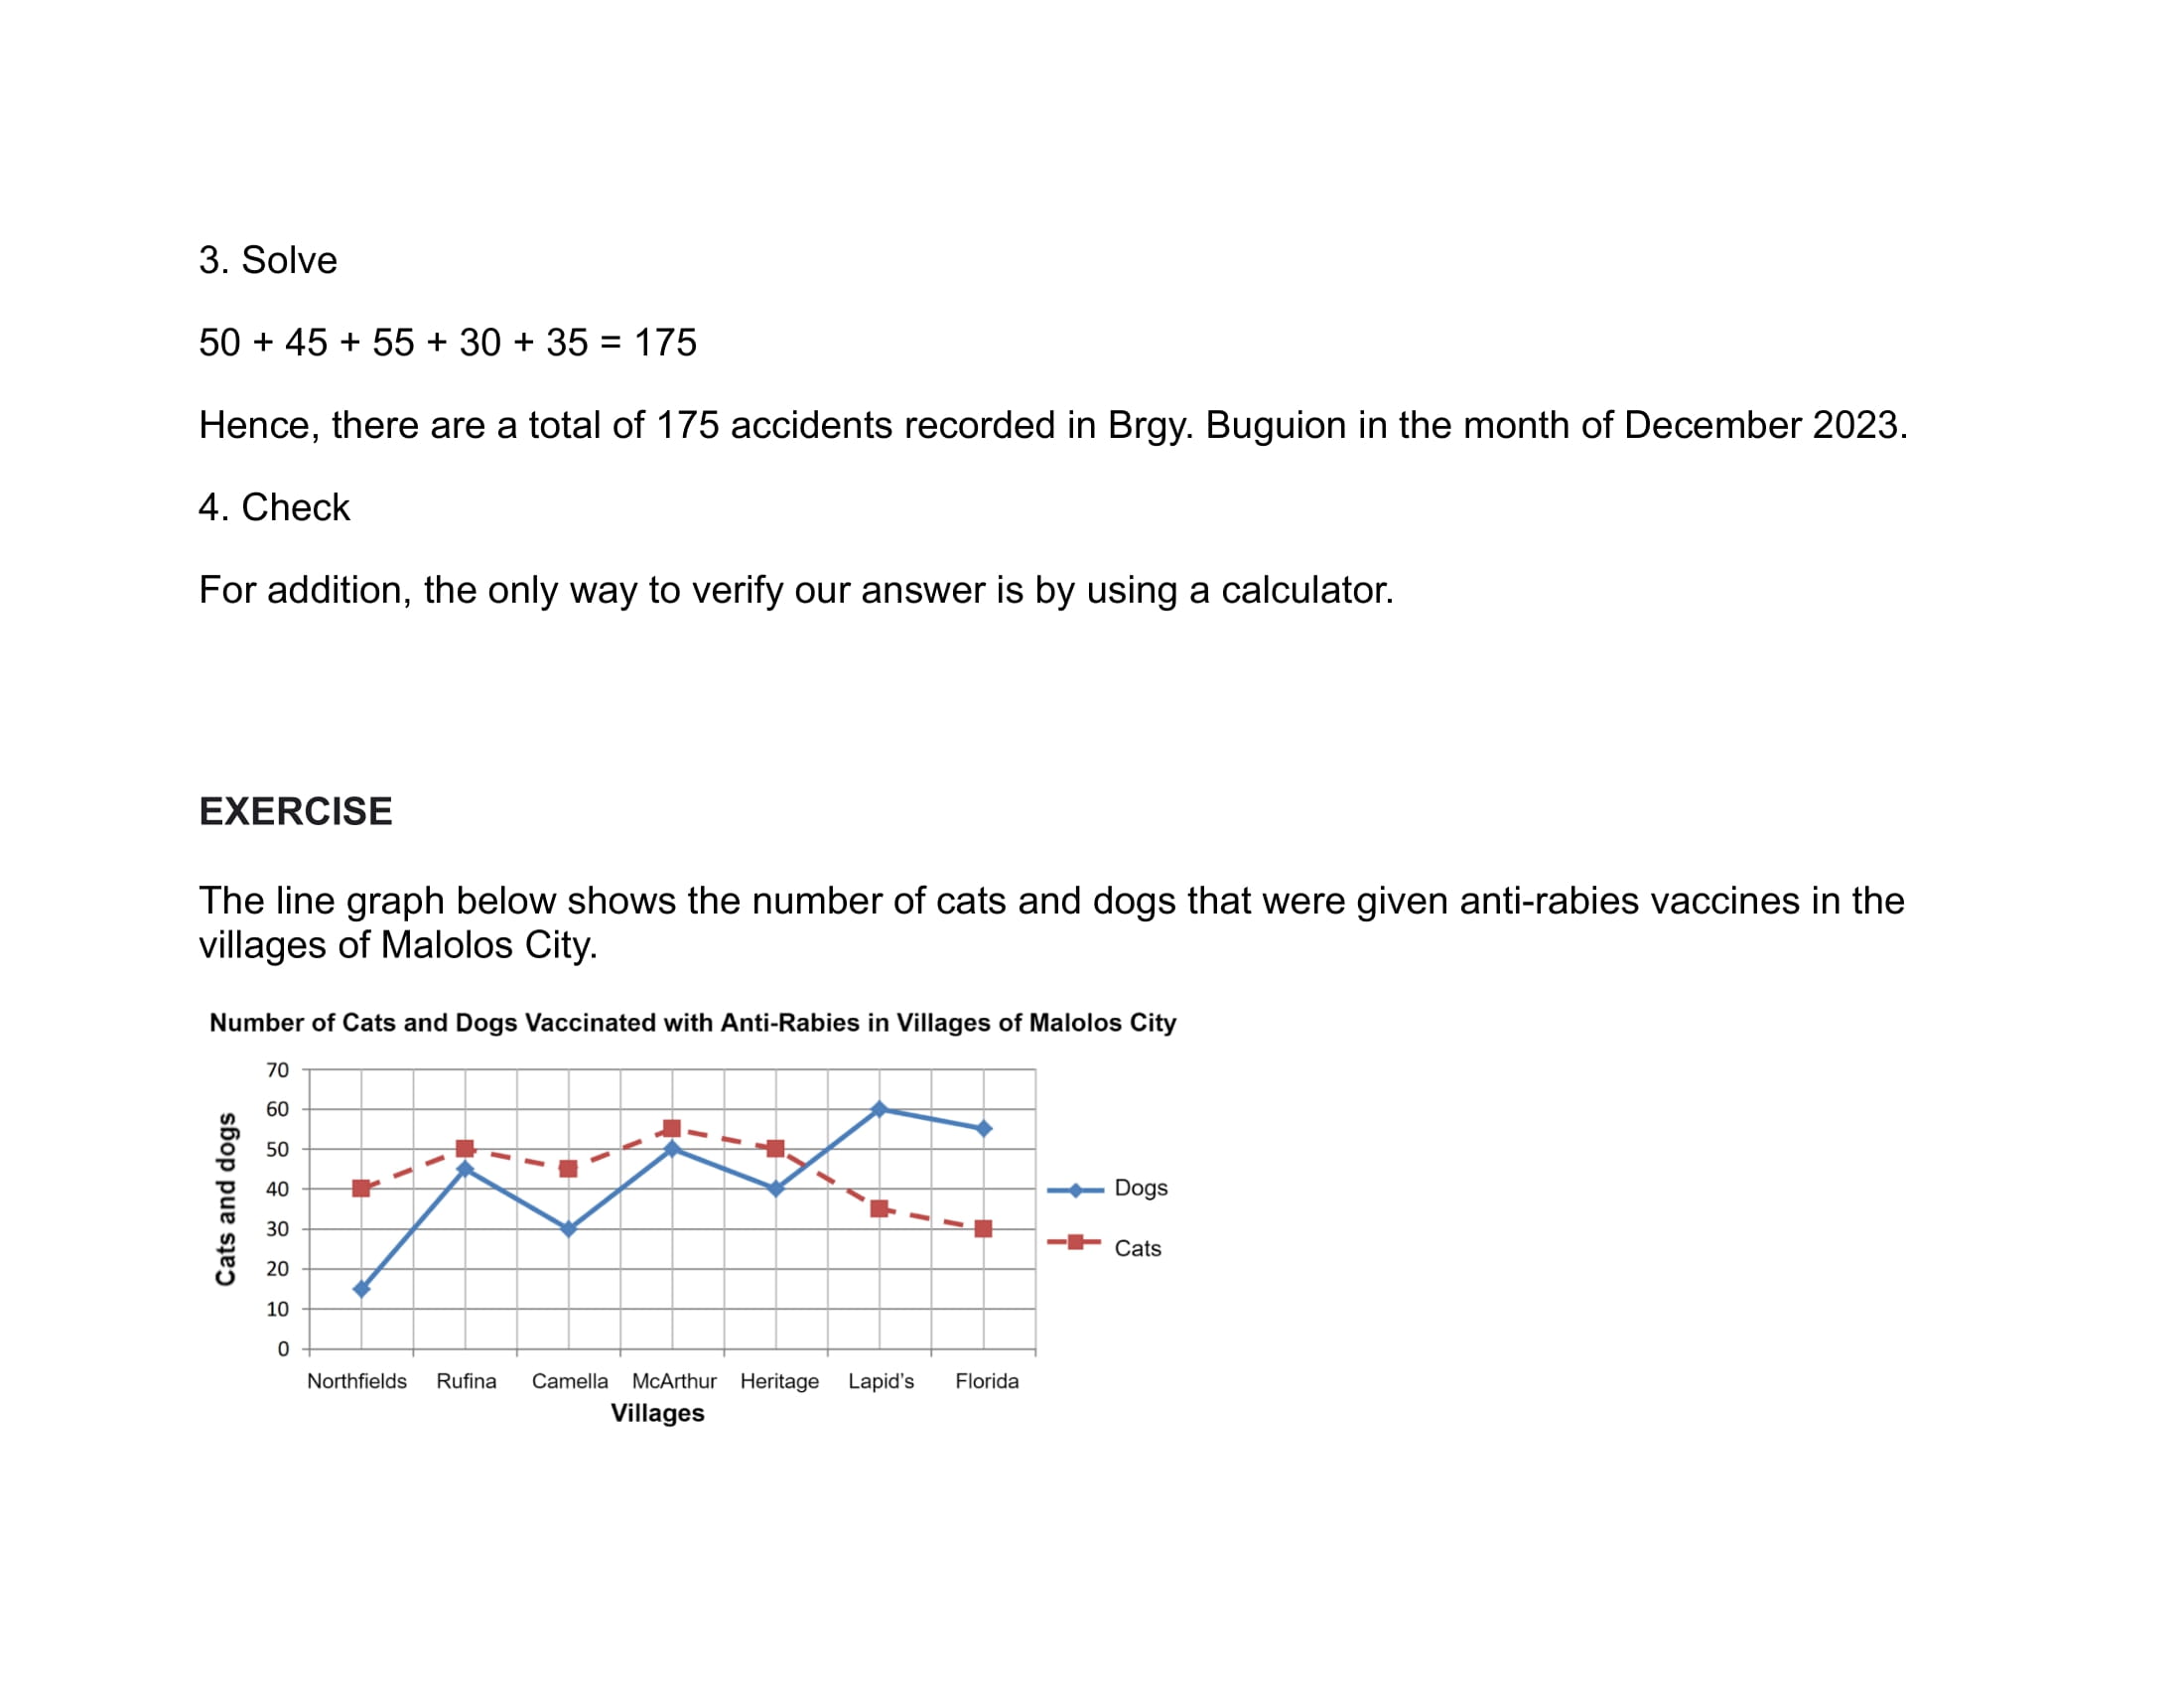 3. Solve
50 + 45 + 55 + 30 + 35 = 175
Hence, there are a total of 175 accidents recorded in Brgy. Buguion in the month of December 2023.
4. Check
For addition, the only way to verify our answer is by using a calculator.
EXERCISE
The line graph below shows the number of cats and dogs that were given anti-rabies vaccines in the
villages of Malolos City.
Number of Cats and Dogs Vaccinated with Anti-Rabies in Villages of Malolos City
Cats and dogs
70
60
50
40
30
20
10
0
Northfields Rufina Camella McArthur Heritage Lapid's Florida
Villages
Dogs
Cats